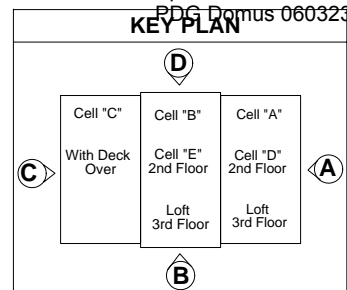 PDG Domus 060323
KEY PLAN
D
Cell "C"
With Deck
Over
Cell "B"
Cell "E"
2nd Floor
Loft
3rd Floor
Cell "A"
Cell "D"
2nd Floor
Loft
3rd Floor
C
A
B